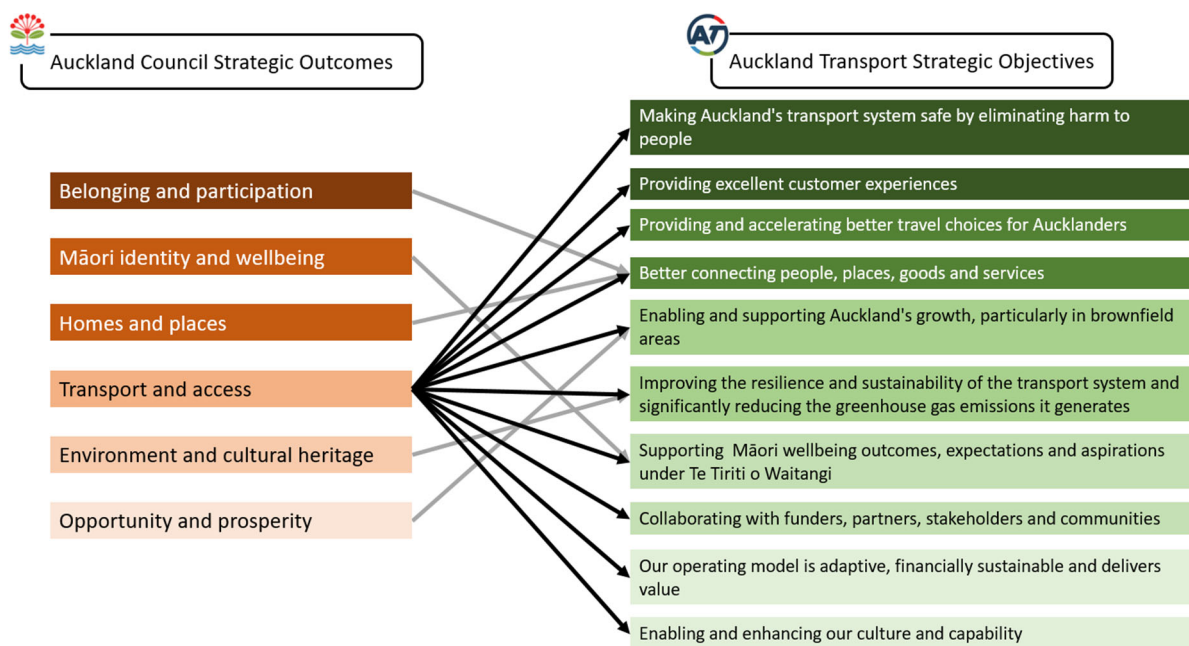 Auckland Council Strategic Outcomes
Belonging and participation
Māori identity and wellbeing
Homes and places
Transport and access
Environment and cultural heritage
Opportunity and prosperity
AT
Auckland Transport Strategic Objectives
Making Auckland's transport system safe by eliminating harm to
people
Providing excellent customer experiences
Providing and accelerating better travel choices for Aucklanders
Better connecting people, places, goods and services
Enabling and supporting Auckland's growth, particularly in brownfield
areas
Improving the resilience and sustainability of the transport system and
significantly reducing the greenhouse gas emissions it generates
Supporting Māori wellbeing outcomes, expectations and aspirations
under Te Tiriti o Waitangi
Collaborating with funders, partners, stakeholders and communities
Our operating model is adaptive, financially sustainable and delivers
value
Enabling and enhancing our culture and capability